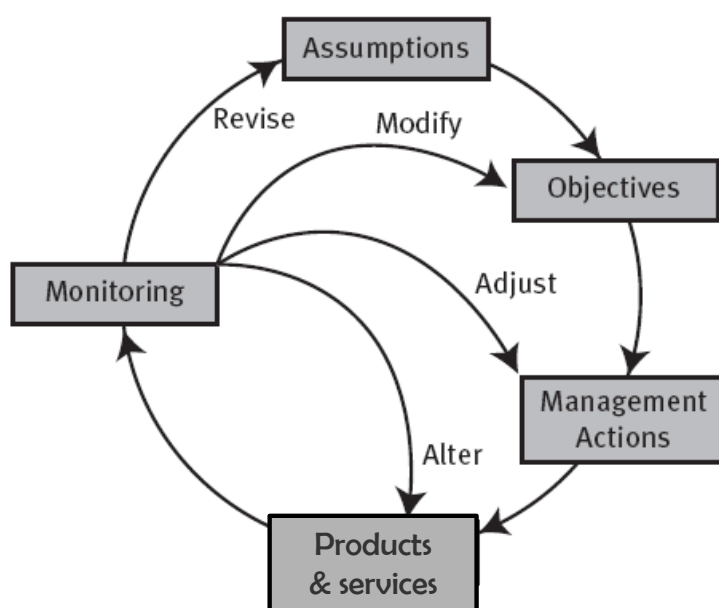 Assumptions
Revise
Modify
Objectives
Monitoring
Adjust
Management
Actions
Alter
Products
& services